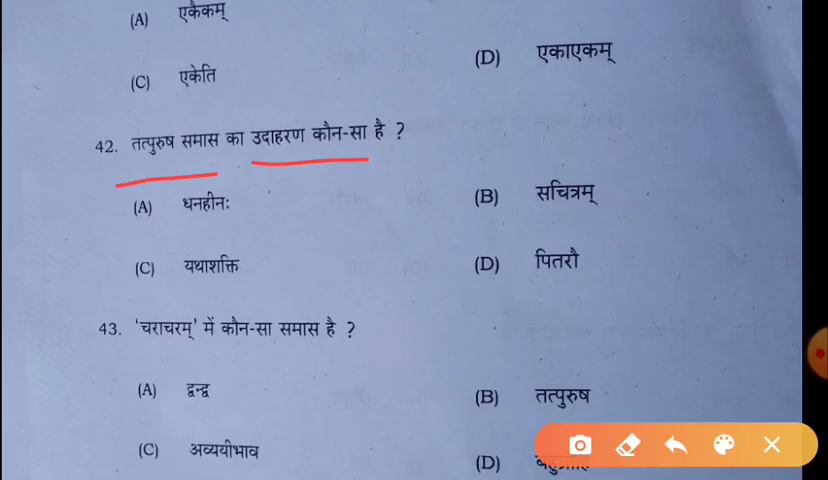 (A) एकैकम्
(C) एकेति
(D) एकाएकम्
42. तत्पुरुष समास का उदाहरण कौन-सा है ?
(A) धनहीनः
(B) सचित्रम्
(C) यथाशक्ति
(D) पितरौ
43. 'चराचरम्' में कौन-सा समास है ?
(A) द्वन्द्व
(B) तत्पुरुष
(C) अव्ययीभाव
(D)